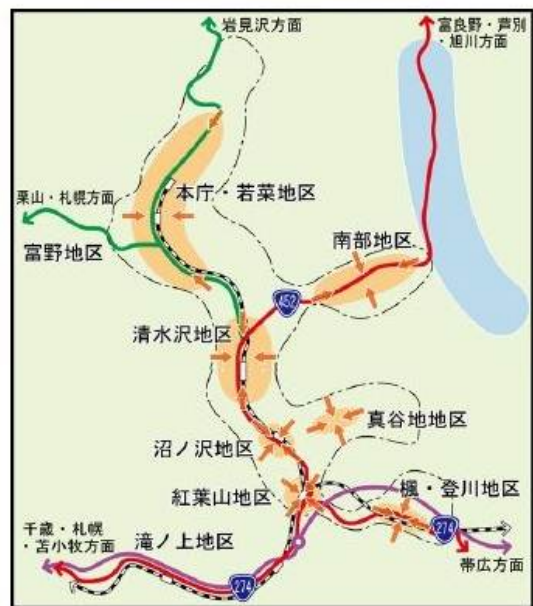 岩見沢方面
富良野・芦別
・旭川方面
本庁・若菜地区
栗山・札幌方面
富野地区
南部地区
452
清水沢地区
真谷地地区
沼ノ沢地区
紅葉山地区
楓・登川地区
274
千歳・札幌
・苫小牧方面
滝ノ上地区
帯広方面
274